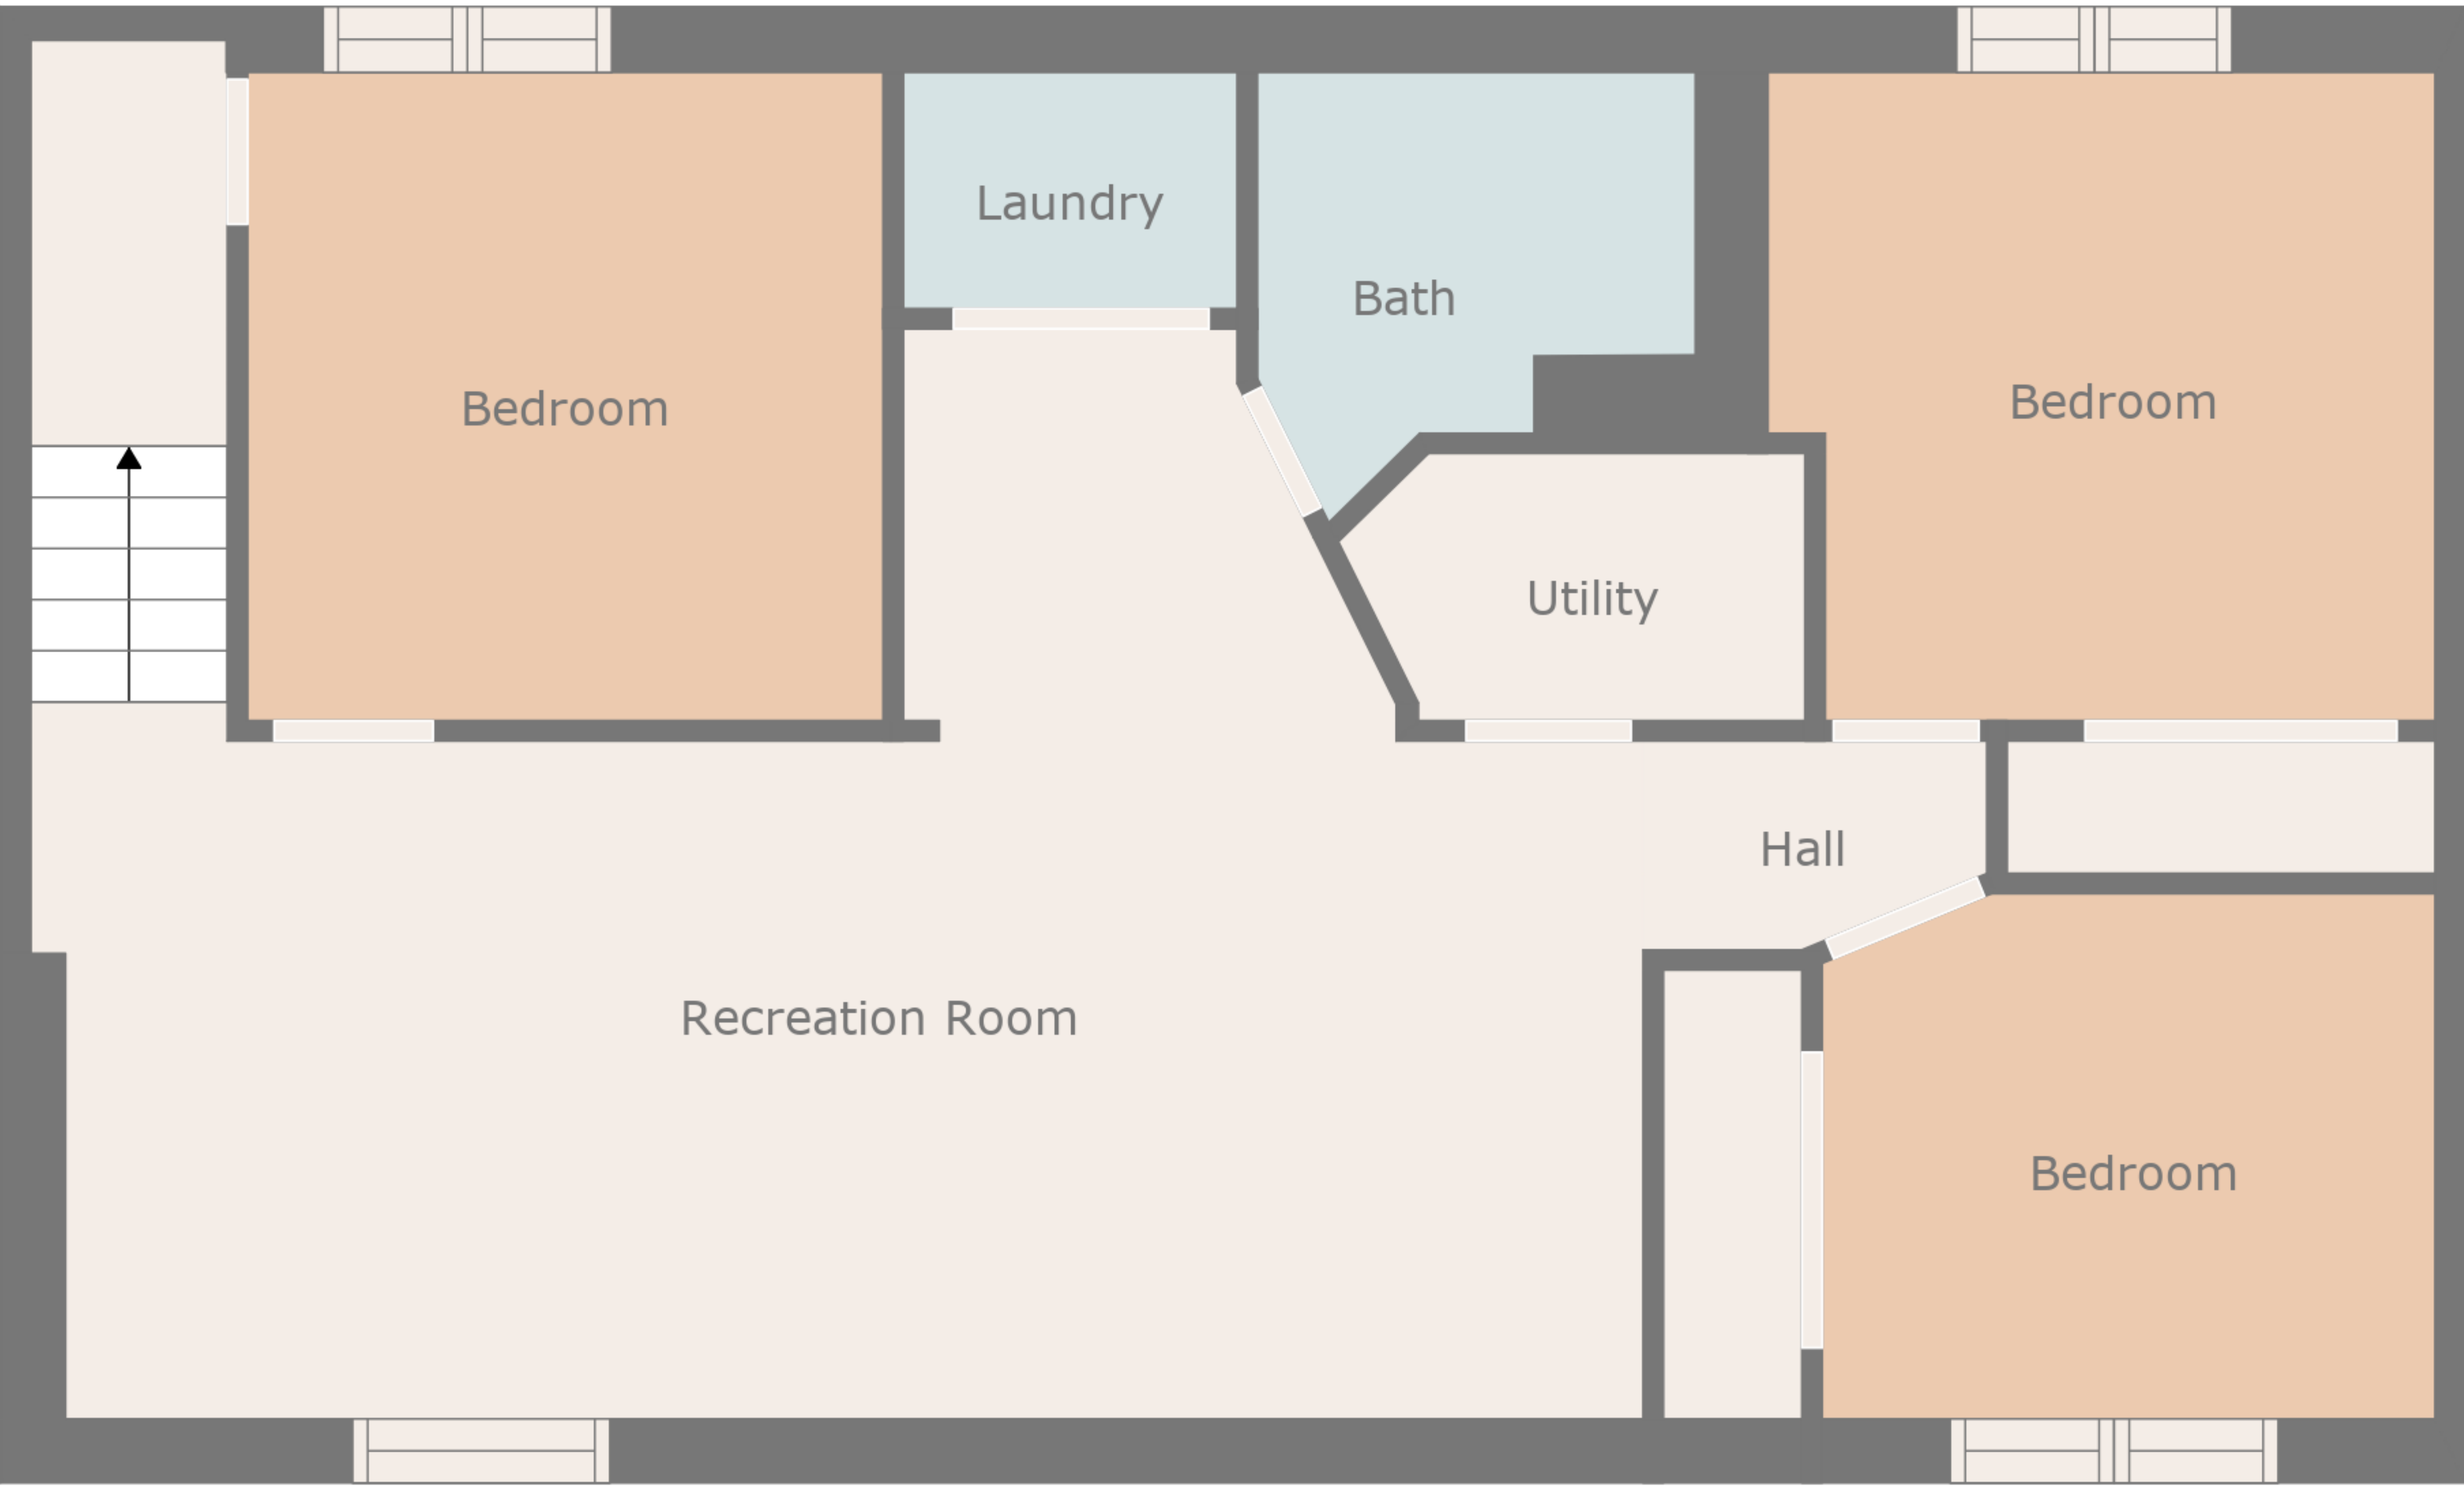 Laundry
Bath
Bedroom
Bedroom
Utility
Hall
Recreation Room
Bedroom